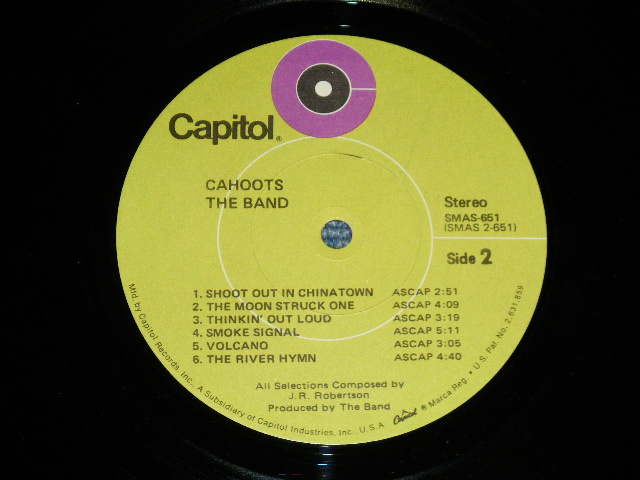 Capitol®
CAHOOTS
THE BAND
Stereo
SMAS-651
(SMAS 2-651)
Side 2
1. SHOOT OUT IN CHINATOWN ASCAP 2:51
2. THE MOON STRUCK ONE ASCAP 4:09
3. THINKIN' OUT LOUD ASCAP 3:19
4. SMOKE SIGNAL ASCAP 5:11
5. VOLCANO ASCAP 3:05
6. THE RIVER HYMN ASCAP 4:40
All Selections Composed by
J.R. Robertson
Produced by The Band
Mfd. by Capitol Records, Inc., A Subsidiary of Capitol Industries, Inc., U.S.A. Capitol ® Marca Reg. • U.S. Pat. No. 2,631,859